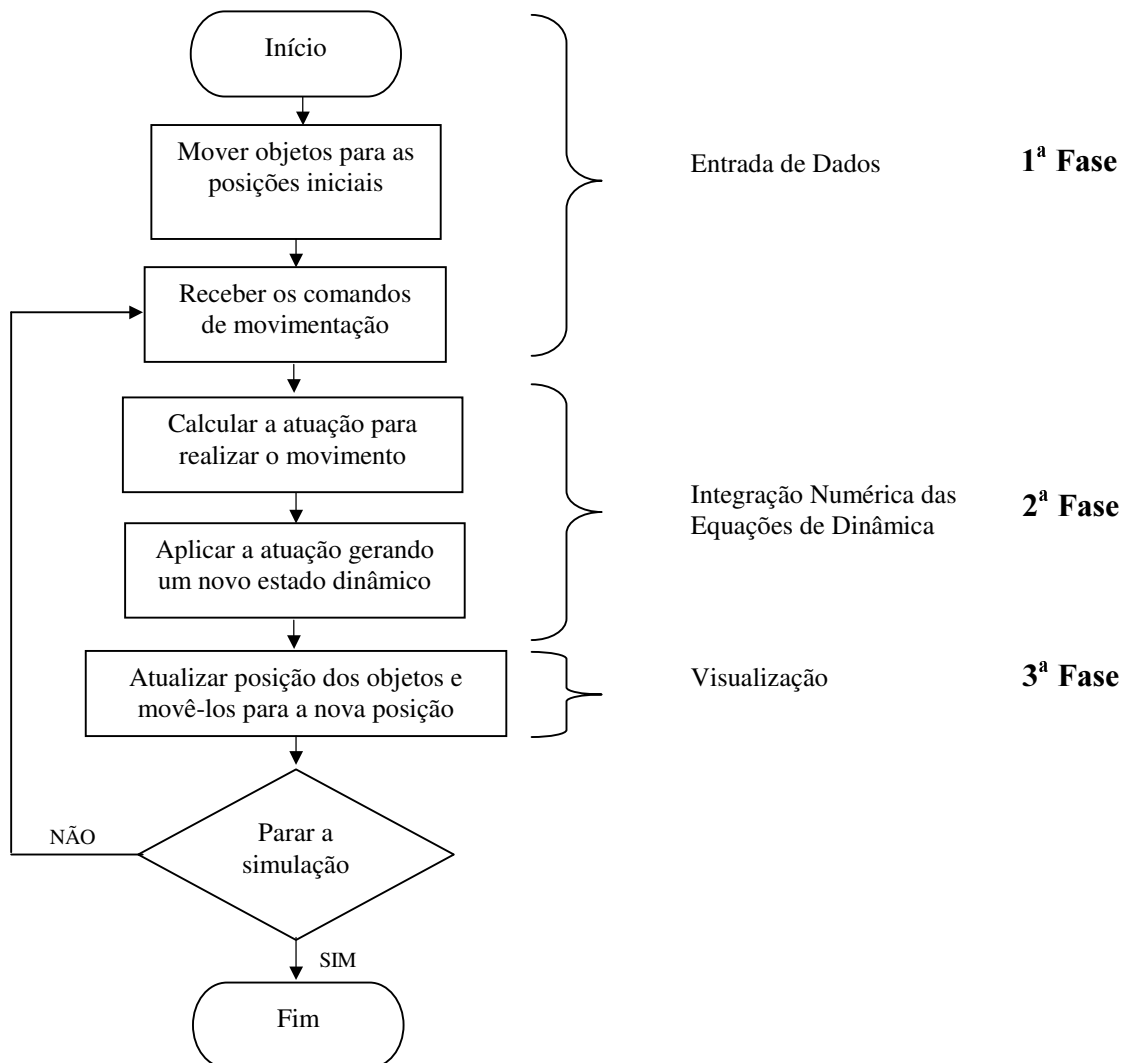 Início
Mover objetos para as
posições iniciais
Entrada de Dados
1ª Fase
Receber os comandos
de movimentação
Calcular a atuação para
realizar o movimento
Integração Numérica das
Equações de Dinâmica
2ª Fase
Aplicar a atuação gerando
um novo estado dinâmico
Atualizar posição dos objetos e
movê-los para a nova posição
Visualização
3ª Fase
NÃO
Parar a
simulação
SIM
Fim